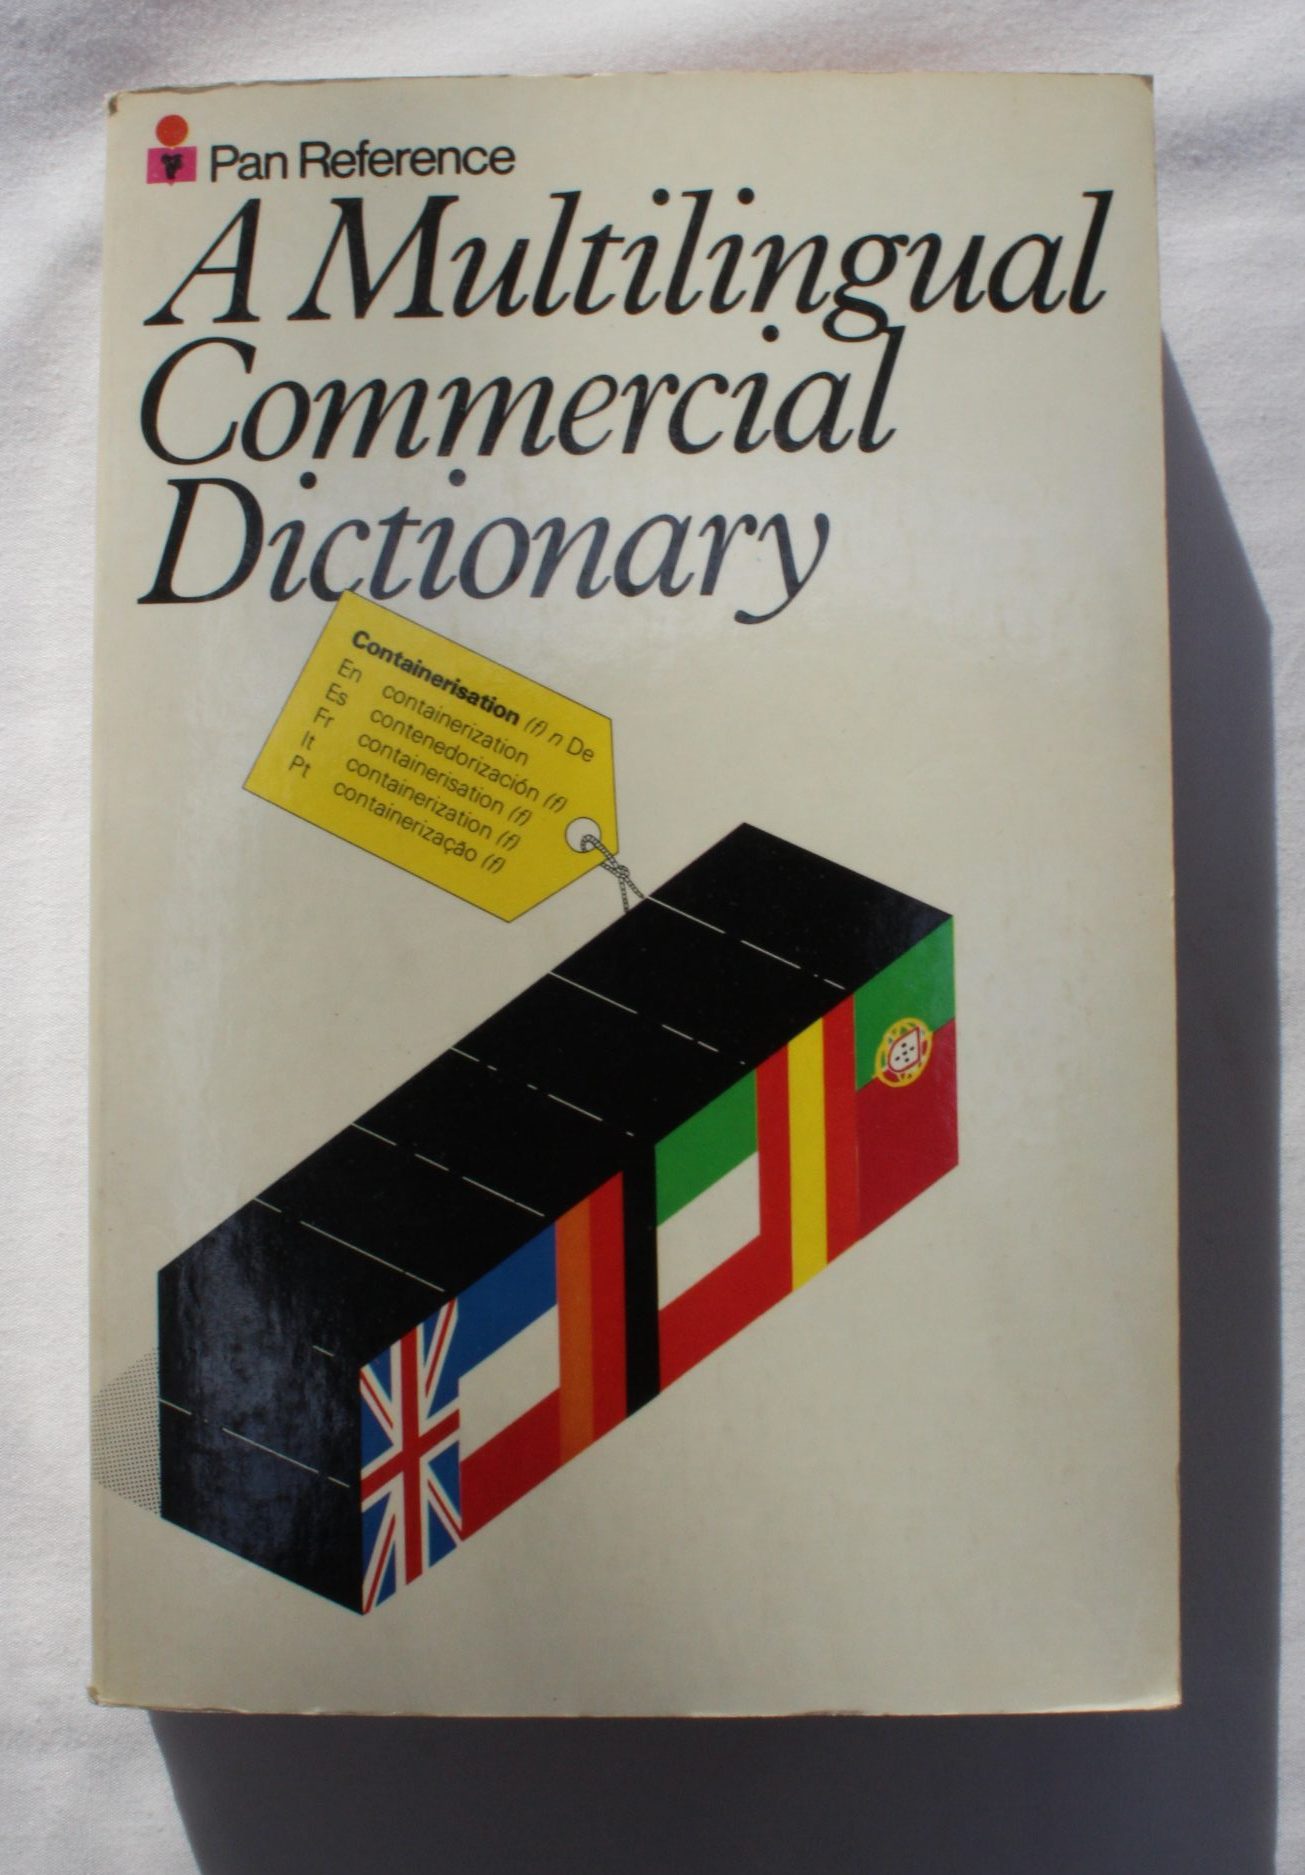 Pan Reference
A Multilingual
Commercial
Dictionary
Containerisation (f) n De
En containerization
Es contenedorización (f)
Fr containerisation (f)
It containerization (f)
Pt containerização (f)